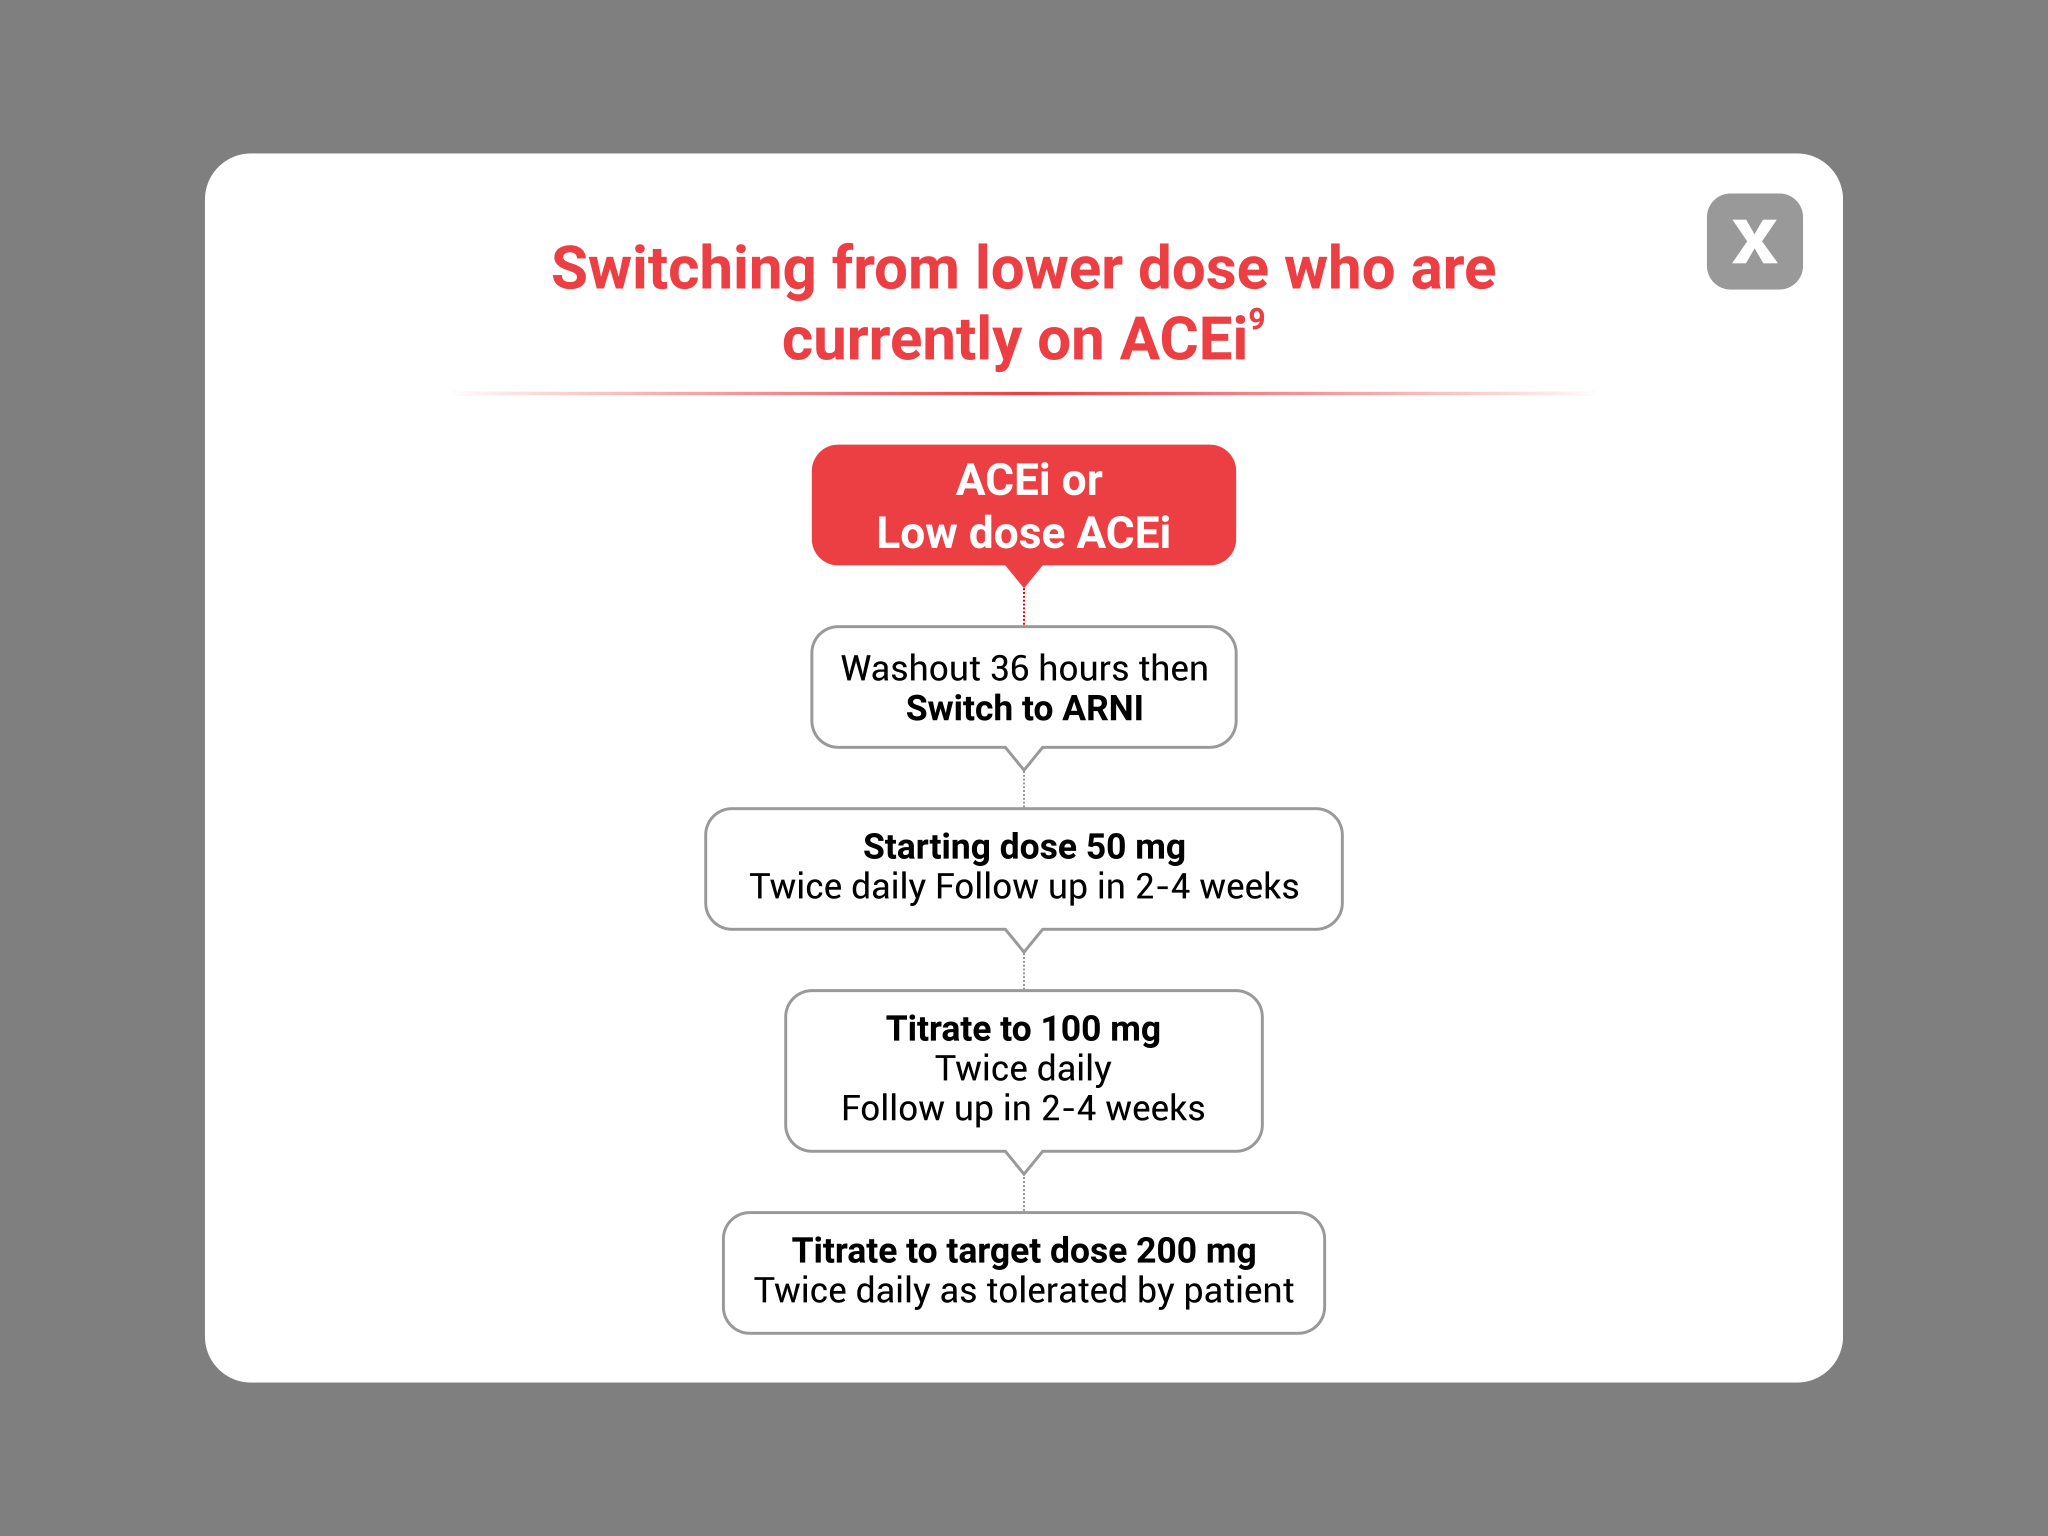 X
Switching from lower dose who are
currently on ACEi⁹
ACEi or
Low dose ACEi
Washout 36 hours then
Switch to ARNI
Starting dose 50 mg
Twice daily Follow up in 2-4 weeks
Titrate to 100 mg
Twice daily
Follow up in 2-4 weeks
Titrate to target dose 200 mg
Twice daily as tolerated by patient